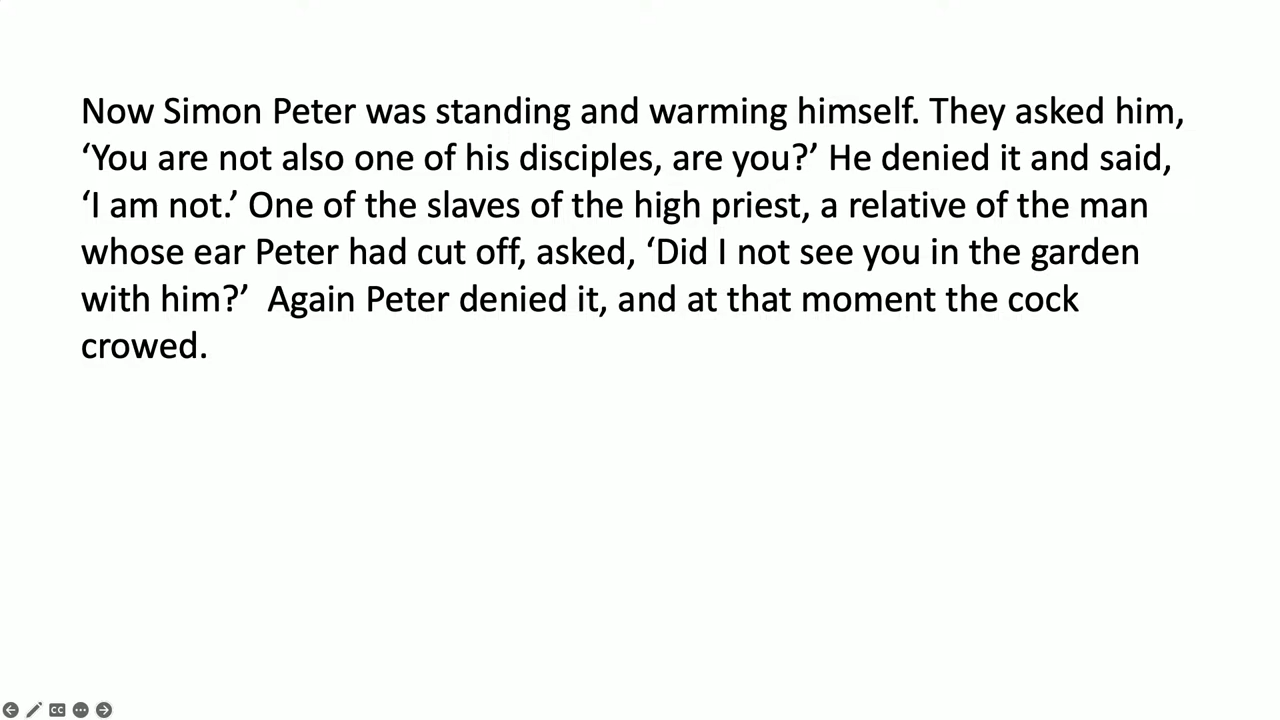 Now Simon Peter was standing and warming himself. They asked him,
‘You are not also one of his disciples, are you?’ He denied it and said,
‘I am not.’ One of the slaves of the high priest, a relative of the man
whose ear Peter had cut off, asked, ‘Did I not see you in the garden
with him?’  Again Peter denied it, and at that moment the cock
crowed.
CC